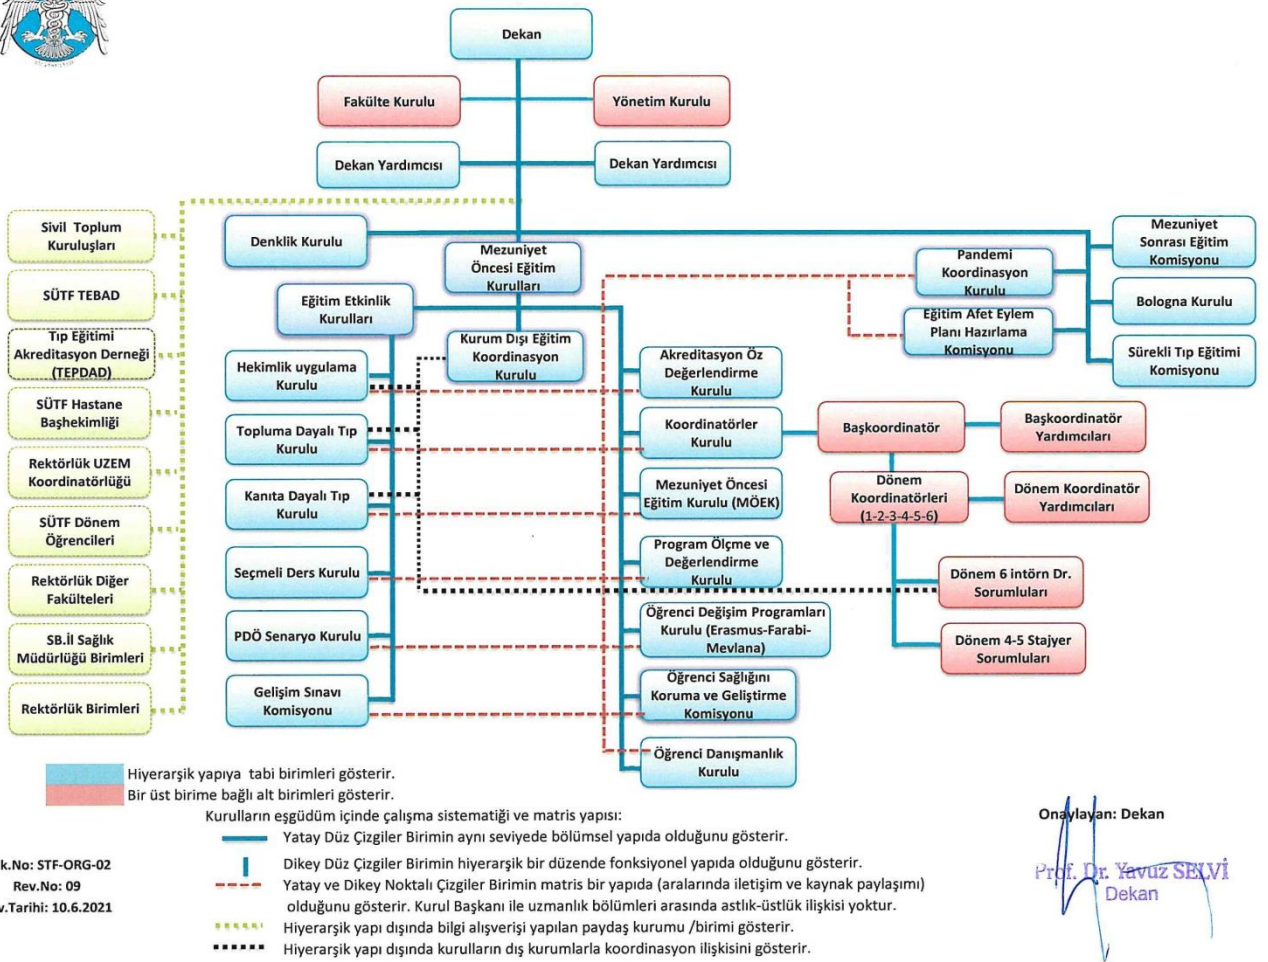 Dekan
Fakülte Kurulu
Yönetim Kurulu
Dekan Yardımcısı
Dekan Yardımcısı
Sivil Toplum
Kuruluşları
SÜTF TEBAD
Tıp Eğitimi
Akreditasyon Derneği
(TEPDAD)
SÜTF Hastane
Başhekimliği
Rektörlük UZEM
Koordinatörlüğü
SÜTF Dönem
Öğrencileri
Rektörlük Diğer
Fakülteleri
SB.İl Sağlık
Müdürlüğü Birimleri
Rektörlük Birimleri
Denklik Kurulu
Mezuniyet
Öncesi Eğitim
Kurulları
Eğitim Etkinlik
Kurulları
Kurum Dışı Eğitim
Koordinasyon
Kurulu
Hekimlik uygulama
Kurulu
Topluma Dayalı Tıp
Kurulu
Kanıta Dayalı Tıp
Kurulu
Seçmeli Ders Kurulu
PDÖ Senaryo Kurulu
Gelişim Sınavı
Komisyonu
Akreditasyon Öz
Değerlendirme
Kurulu
Koordinatörler
Kurulu
Mezuniyet Öncesi
Eğitim Kurulu (MÖEK)
Program Ölçme ve
Değerlendirme
Kurulu
Öğrenci Değişim Programları
Kurulu (Erasmus-Farabi-
Mevlana)
Öğrenci Sağlığını
Koruma ve Geliştirme
Komisyonu
Öğrenci Danışmanlık
Kurulu
Pandemi
Koordinasyon
Kurulu
Eğitim Afet Eylem
Planı Hazırlama
Komisyonu
Mezuniyet
Sonrası Eğitim
Komisyonu
Bologna Kurulu
Sürekli Tıp Eğitimi
Komisyonu
Başkoordinatör
Başkoordinatör
Yardımcıları
Dönem
Koordinatörleri
(1-2-3-4-5-6)
Dönem Koordinatör
Yardımcıları
Dönem 6 intörn Dr.
Sorumluları
Dönem 4-5 Stajyer
Sorumluları
Hiyerarşik yapıya tabi birimleri gösterir.
Bir üst birime bağlı alt birimleri gösterir.
Kurulların eşgüdüm içinde çalışma sistematiği ve matris yapısı:
Yatay Düz Çizgiler Birimin aynı seviyede bölümsel yapıda olduğunu gösterir.
Dikey Düz Çizgiler Birimin hiyerarşik bir düzende fonksiyonel yapıda olduğunu gösterir.
Yatay ve Dikey Noktalı Çizgiler Birimin matris bir yapıda (aralarında iletişim ve kaynak paylaşımı)
olduğunu gösterir. Kurul Başkanı ile uzmanlık bölümleri arasında astlık-üstlük ilişkisi yoktur.
Hiyerarşik yapı dışında bilgi alışverişi yapılan paydaş kurumu /birimi gösterir.
Hiyerarşik yapı dışında kurulların dış kurumlarla koordinasyon ilişkisini gösterir.
k.No: STF-ORG-02
Rev.No: 09
v.Tarihi: 10.6.2021
Onaylayan: Dekan
Prof. Dr. Yavuz SELVİ
Dekan